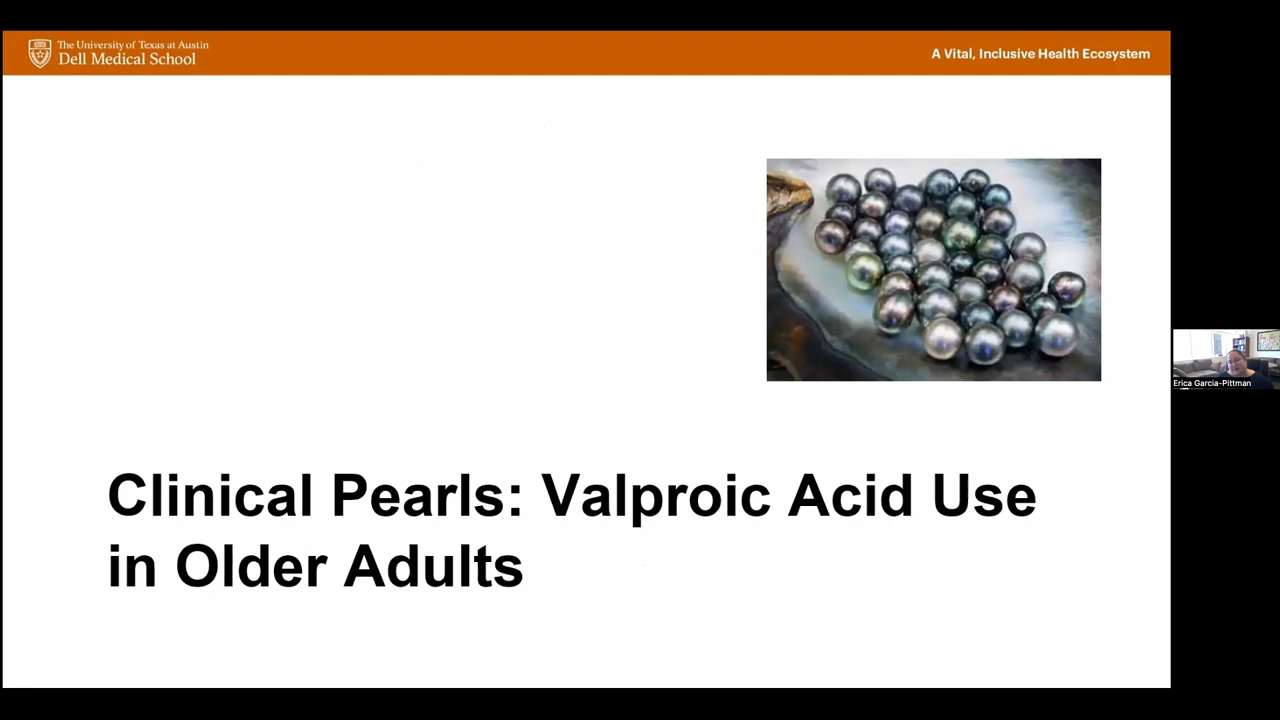 The University of Texas at Austin
Dell Medical School
A Vital, Inclusive Health Ecosystem
Erica Garcia-Pittman
Clinical Pearls: Valproic Acid Use
in Older Adults